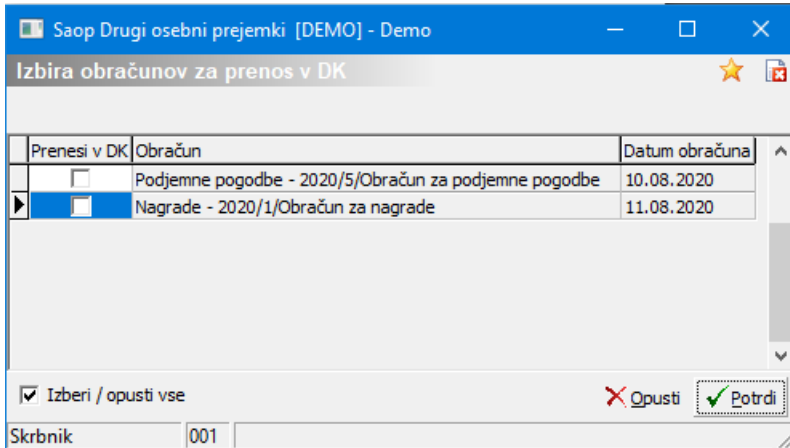 Saop Drugi osebni prejemki [DEMO] - Demo
Izbira obračunov za prenos v DK
Prenesi v DK Obračun Datum obračuna
Podjemne pogodbe - 2020/5/Obračun za podjemne pogodbe 10.08.2020
Nagrade - 2020/1/Obračun za nagrade 11.08.2020
Izberi / opusti vse Opusti Potrdi
Skrbnik 001